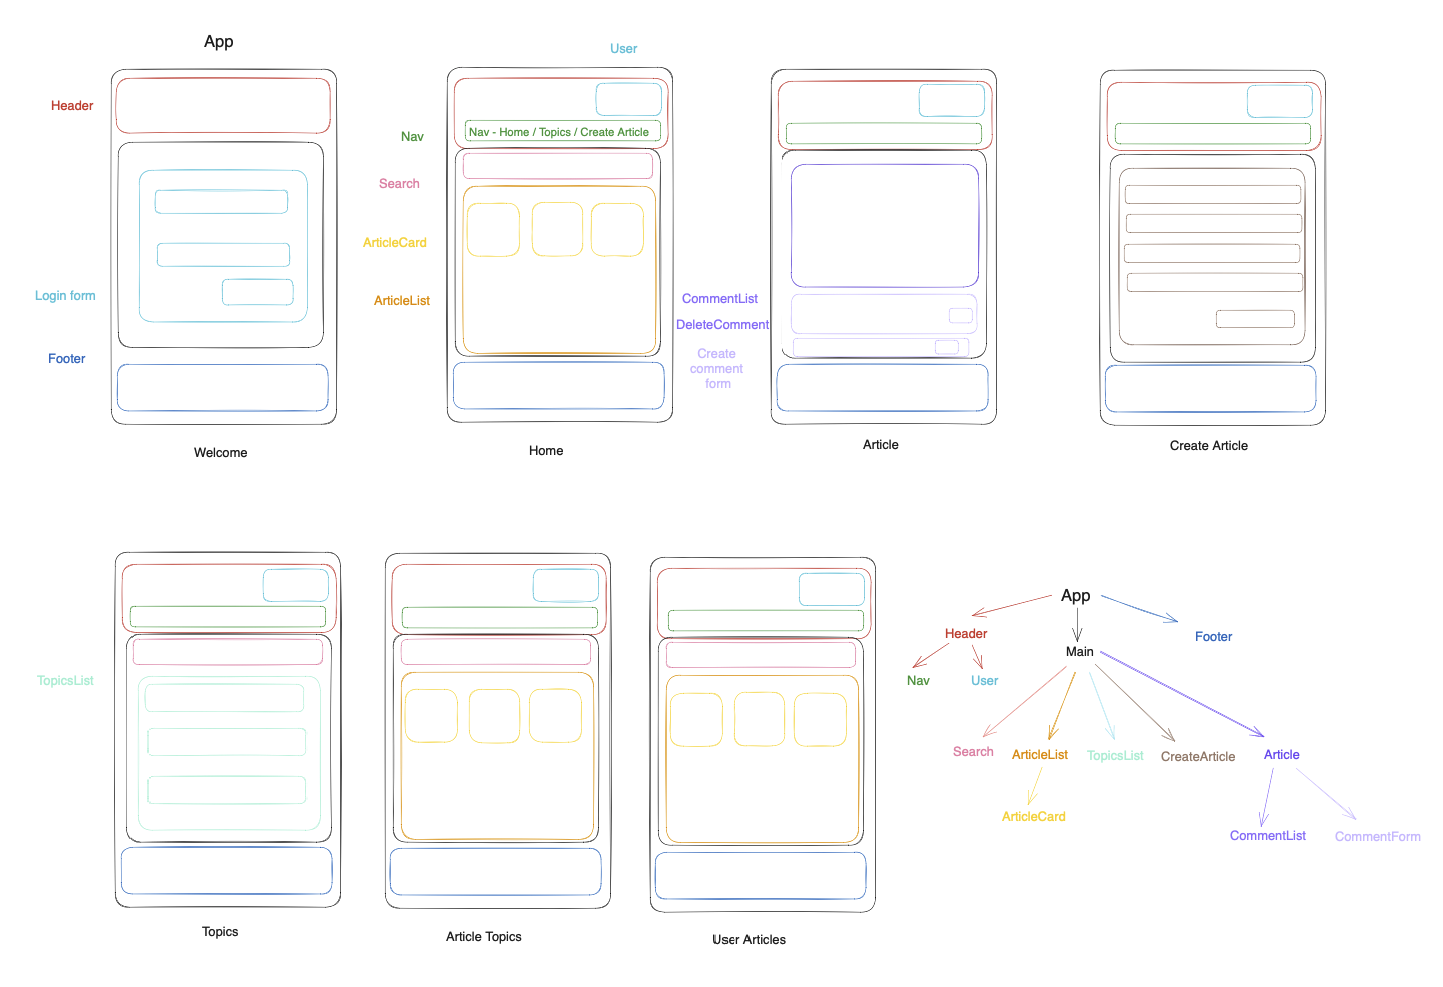 App
User
Header
Nav
Nav - Home / Topics / Create Article
Search
ArticleCard
Login form
ArticleList
CommentList
DeleteComment
Footer
Create
comment
form
Welcome
Home
Article
Create Article
TopicsList
App
Header
Footer
Main
Nav
User
Search
ArticleList
TopicsList
CreateArticle
Article
ArticleCard
CommentList
CommentForm
Topics
Article Topics
User Articles